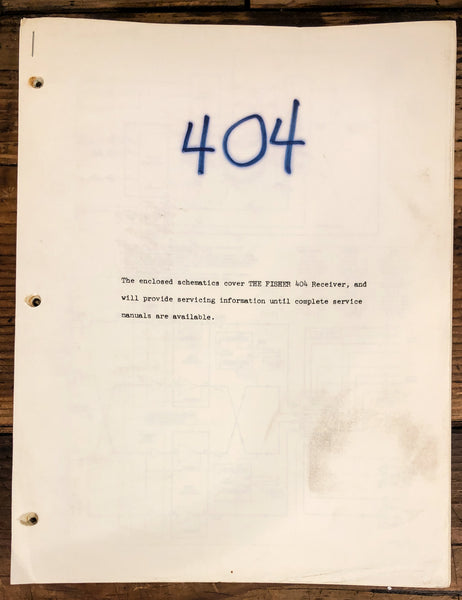 404
The enclosed schematics cover THE FISHER 404 Receiver, and
will provide servicing information until complete service
manuals are available.